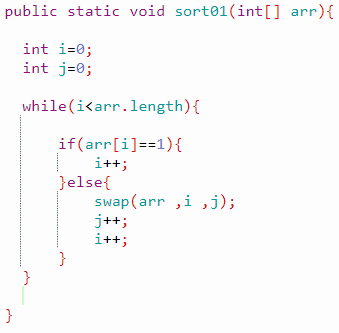 public static void sort01(int[] arr){
int i=0;
int j=0;
while(i<arr.length){
if(arr[i]==1){
i++;
}else{
swap(arr ,i ,j);
j++;
i++;
}
}
}